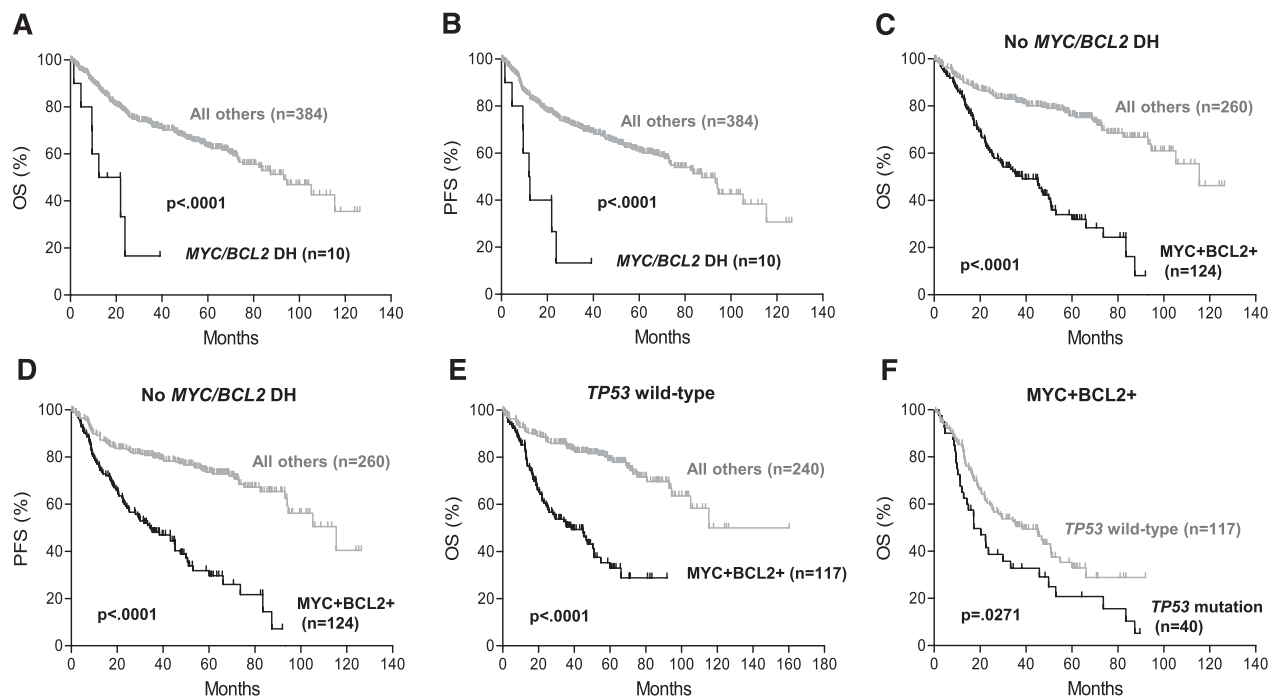 A
100
80
60
40
20
0
OS (%)
All others (n=384)
p<.0001
MYC/BCL2 DH (n=10)
0 20 40 60 80 100 120 140
Months
B
100
80
60
40
20
0
PFS (%)
All others (n=384)
p<.0001
MYC/BCL2 DH (n=10)
0 20 40 60 80 100 120 140
Months
C
No MYC/BCL2 DH
100
80
60
40
20
0
OS (%)
All others (n=260)
p<.0001
MYC+BCL2+
(n=124)
0 20 40 60 80 100 120 140
Months
D
No MYC/BCL2 DH
100
80
60
40
20
0
PFS (%)
All others (n=260)
p<.0001
MYC+BCL2+
(n=124)
0 20 40 60 80 100 120 140
Months
E
TP53 wild-type
100
80
60
40
20
0
OS (%)
All others (n=240)
MYC+BCL2+ (n=117)
p<.0001
0 20 40 60 80 100 120 140 160 180
Months
F
MYC+BCL2+
100
80
60
40
20
0
OS (%)
TP53 wild-type (n=117)
p=.0271
TP53 mutation
(n=40)
0 20 40 60 80 100 120 140
Months